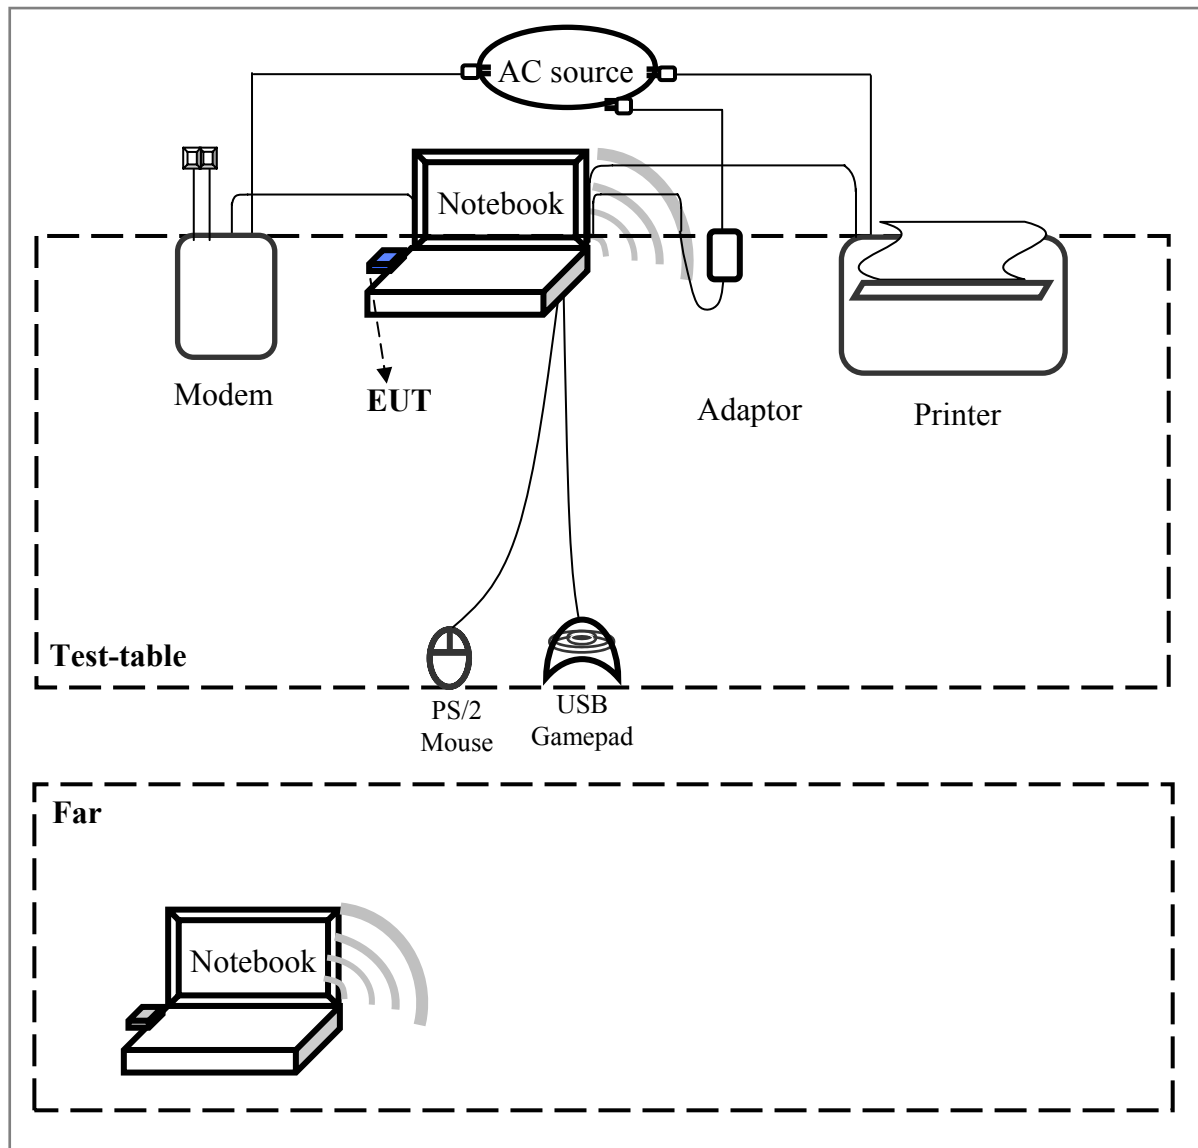 AC source
Notebook
Modem
EUT
Adaptor
Printer
Test-table
PS/2
Mouse
USB
Gamepad
Far
Notebook